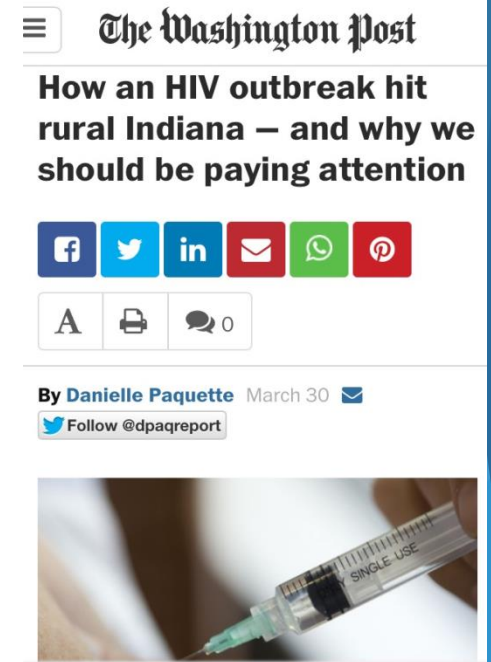 The Washington Post
How an HIV outbreak hit
rural Indiana — and why we
should be paying attention
A
0
By Danielle Paquette March 30
Follow @dpaqreport
SINGLE USE